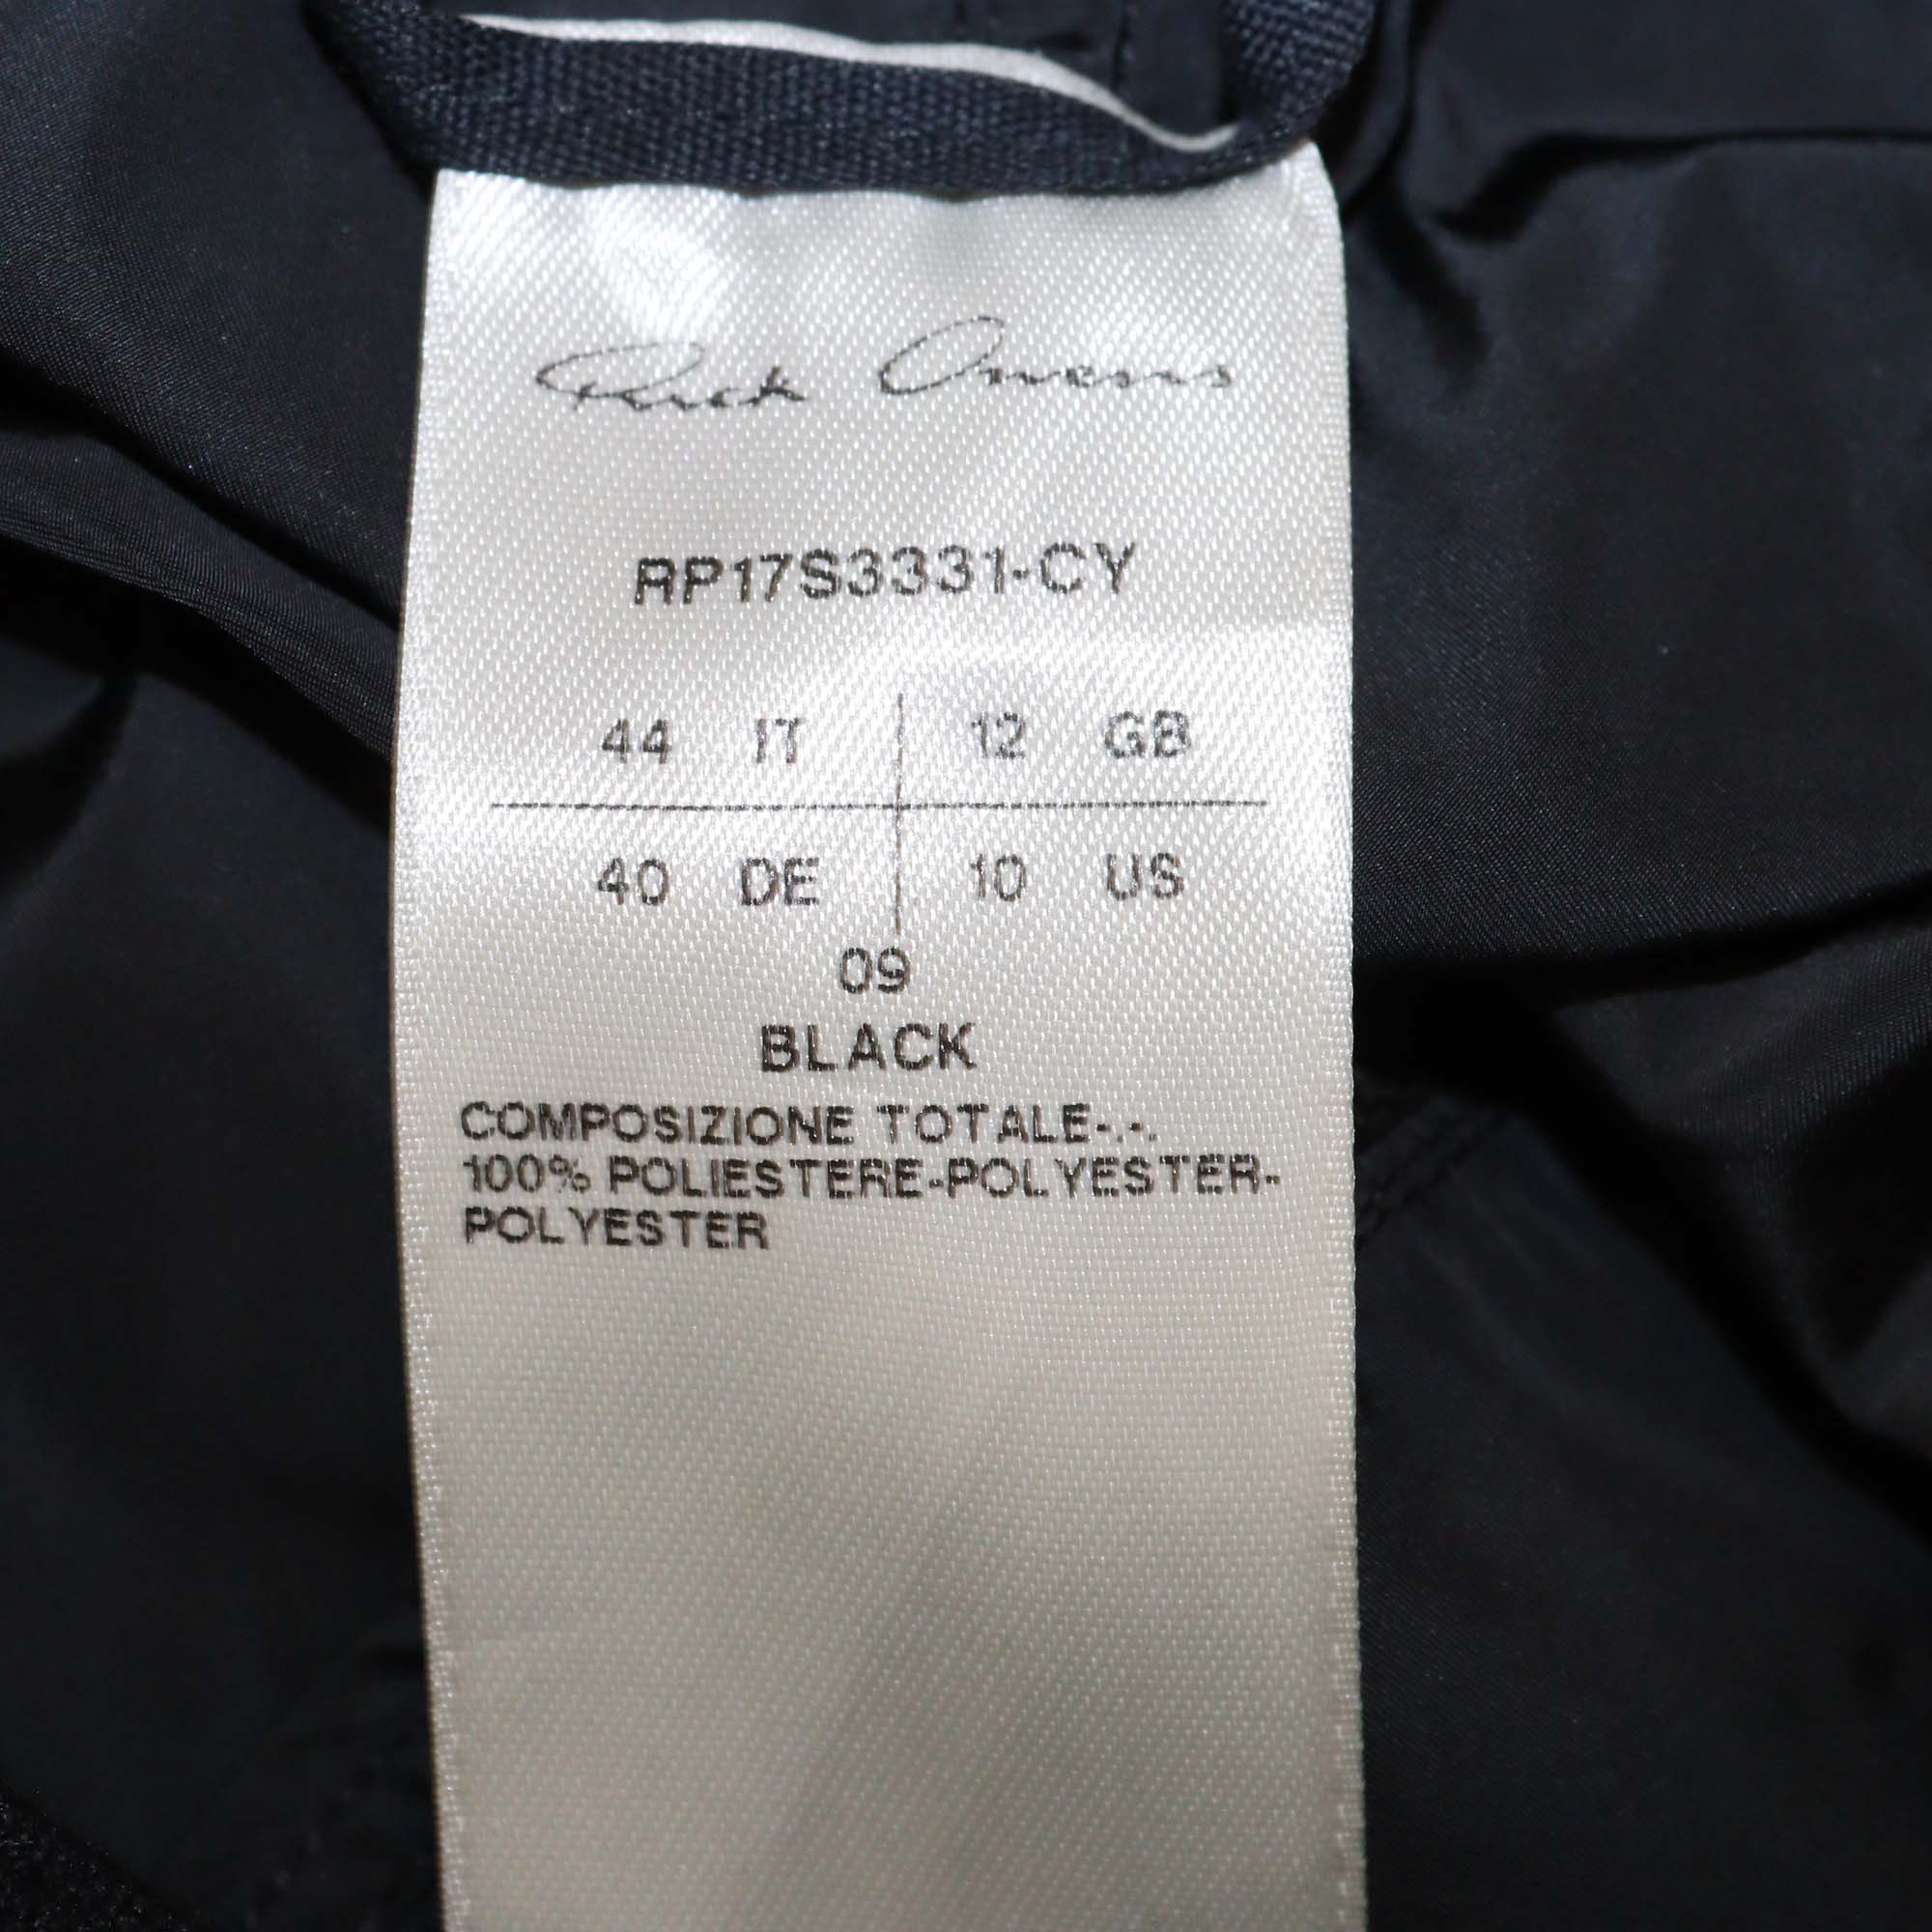 Rick Owens
RP17S3331-CY
44 IT 12 GB
40 DE 10 US
09
BLACK
COMPOSIZIONE TOTALE-.-.
100% POLIESTERE-POLYESTER-
POLYESTER